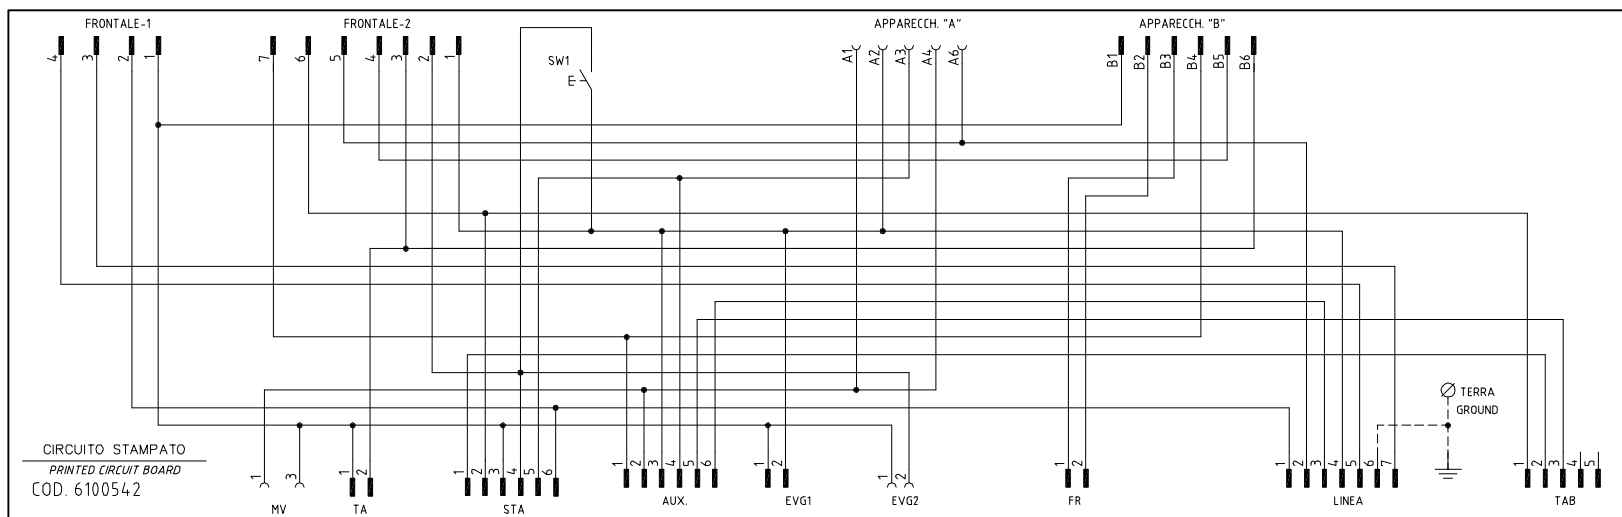 FRONTALE-1 FRONTALE-2 APPARECCH. "A" APPARECCH. "B"
4 3 2 1 7 6 5 4 3 2 1 SW1 A1 A2 A3 A4 A6 B1 B2 B3 B4 B5 B6
TERRA
GROUND
CIRCUITO STAMPATO
PRINTED CIRCUIT BOARD
COD. 6100542
1 3 1 2 1 2 3 4 5 6 1 2 3 4 5 6 1 2 1 2 1 2 1 2 3 4 5 6 7 1 2 3 4 5
MV TA STA AUX. EVG1 EVG2 FR LINEA TAB